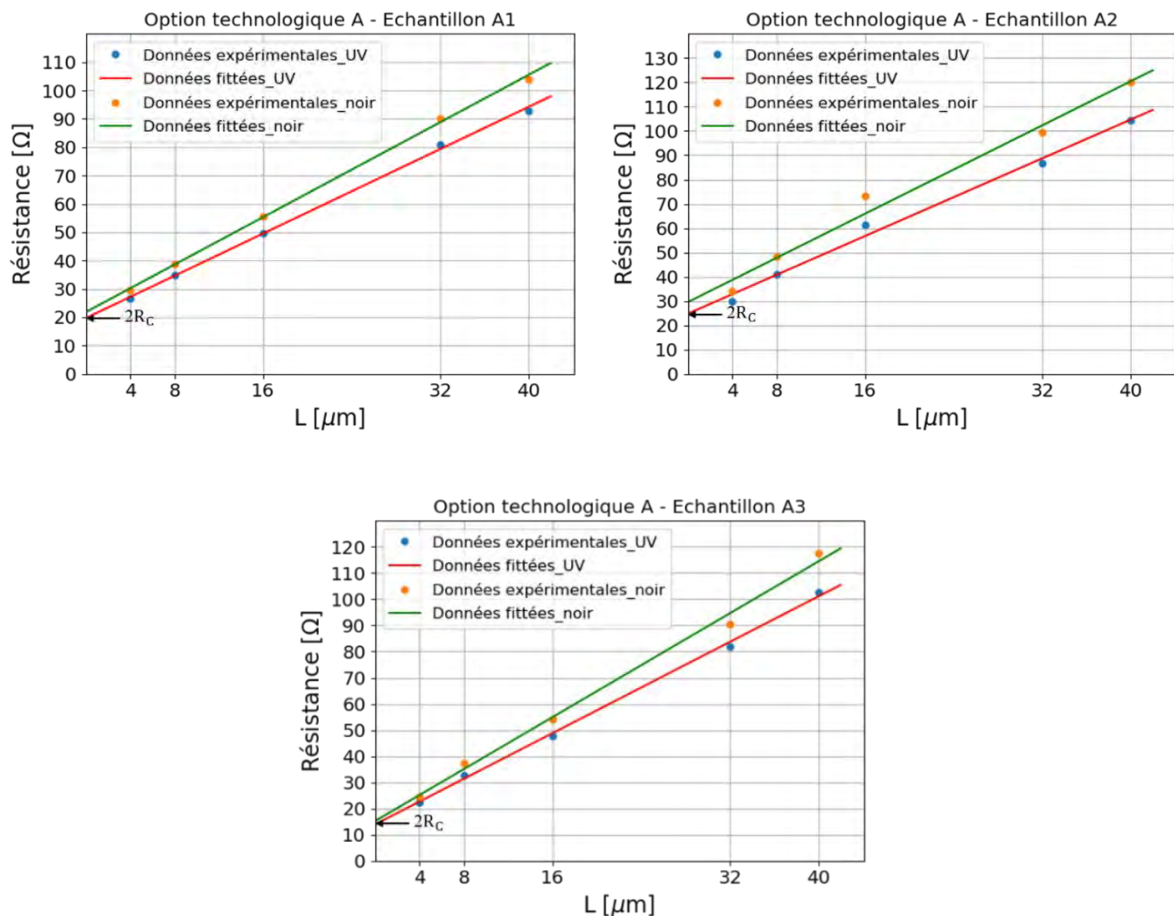 Option technologique A - Echantillon A1
Données expérimentales_UV
Données fittées_UV
Données expérimentales_noir
Données fittées_noir
Résistance [Ω]
110
100
90
80
70
60
50
40
30
20
10
0
2R_C
4 8 16 32 40
L [μm]
Option technologique A - Echantillon A2
Données expérimentales_UV
Données fittées_UV
Données expérimentales_noir
Données fittées_noir
Résistance [Ω]
130
120
110
100
90
80
70
60
50
40
30
20
10
0
2R_C
4 8 16 32 40
L [μm]
Option technologique A - Echantillon A3
Données expérimentales_UV
Données fittées_UV
Données expérimentales_noir
Données fittées_noir
Résistance [Ω]
120
110
100
90
80
70
60
50
40
30
20
10
0
2R_C
4 8 16 32 40
L [μm]